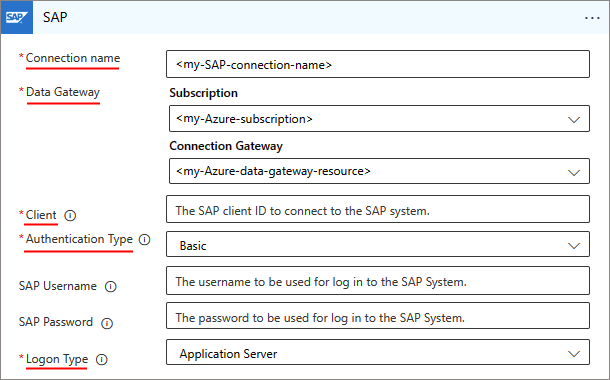 SAP SAP ...
* Connection name <my-SAP-connection-name>
* Data Gateway Subscription
<my-Azure-subscription>
Connection Gateway
<my-Azure-data-gateway-resource>
* Client The SAP client ID to connect to the SAP system.
* Authentication Type Basic
SAP Username The username to be used for log in to the SAP System.
SAP Password The password to be used for log in to the SAP System.
* Logon Type Application Server